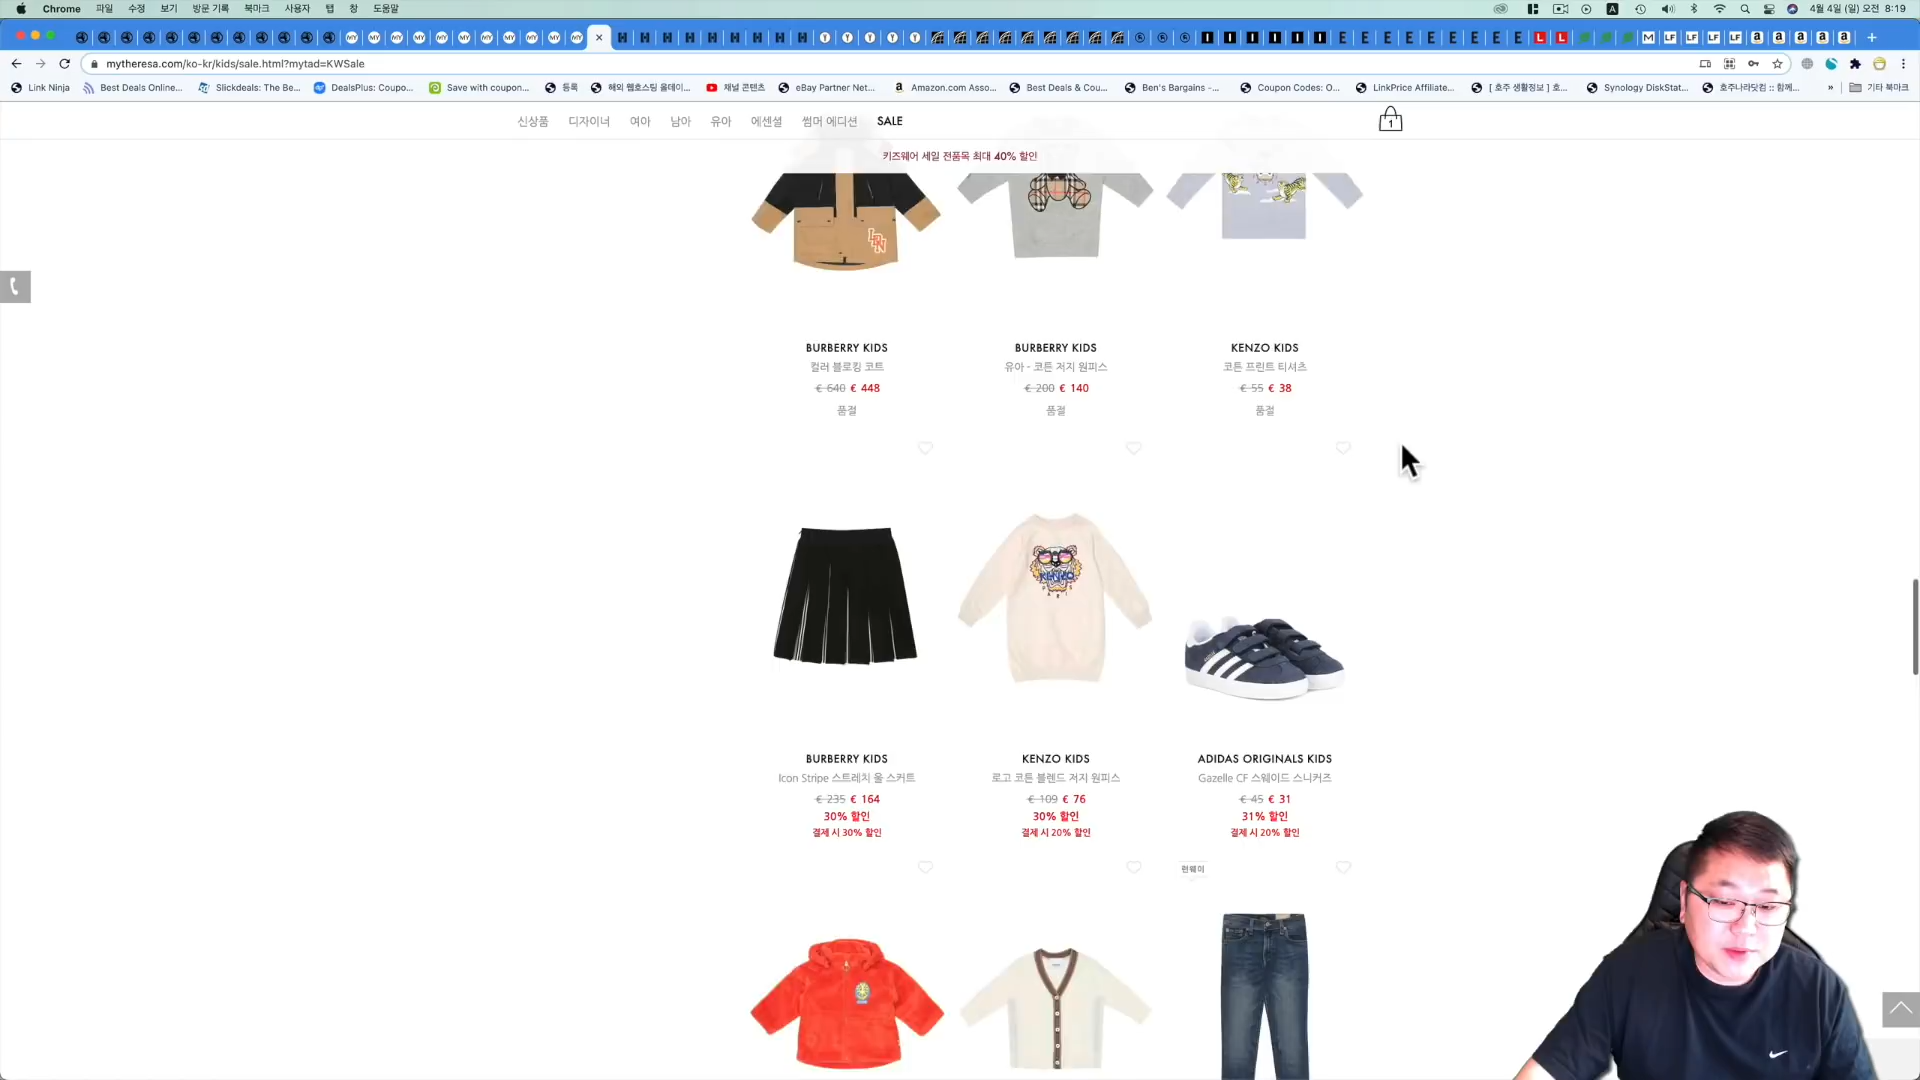 Chrome 파일 수정 보기 방문 기록 북마크 사용자 탭 창 도움말 4월 4일 (일) 오전 8:19
mytheresa.com/ko-kr/kids/sale.html?mytad=KWSale
Link Ninja Best Deals Online... Slickdeals: The Be... DealsPlus: Coupo... Save with coupon... 등록 해외 웹호스팅 올데이... 채널 콘텐츠 eBay Partner Net... Amazon.com Asso... Best Deals & Cou... Ben's Bargains -... Coupon Codes: O... LinkPrice Affiliate... [ 호주 생활정보 ] 호... Synology DiskStat... 호주나라닷컴 :: 함께... » 기타 북마크
신상품 디자이너 여아 남아 유아 에센셜 썸머 에디션 SALE 1
키즈웨어 세일 전품목 최대 40% 할인
BURBERRY KIDS BURBERRY KIDS KENZO KIDS
컬러 블로킹 코트 유아 - 코튼 저지 원피스 코튼 프린트 티셔츠
€ 640 € 448 € 200 € 140 € 55 € 38
품절 품절 품절
KENZO
BURBERRY KIDS KENZO KIDS ADIDAS ORIGINALS KIDS
Icon Stripe 스트레치 울 스커트 로고 코튼 블렌드 저지 원피스 Gazelle CF 스웨이드 스니커즈
€ 235 € 164 € 109 € 76 € 45 € 31
30% 할인 30% 할인 31% 할인
결제 시 30% 할인 결제 시 20% 할인 결제 시 20% 할인
런웨이